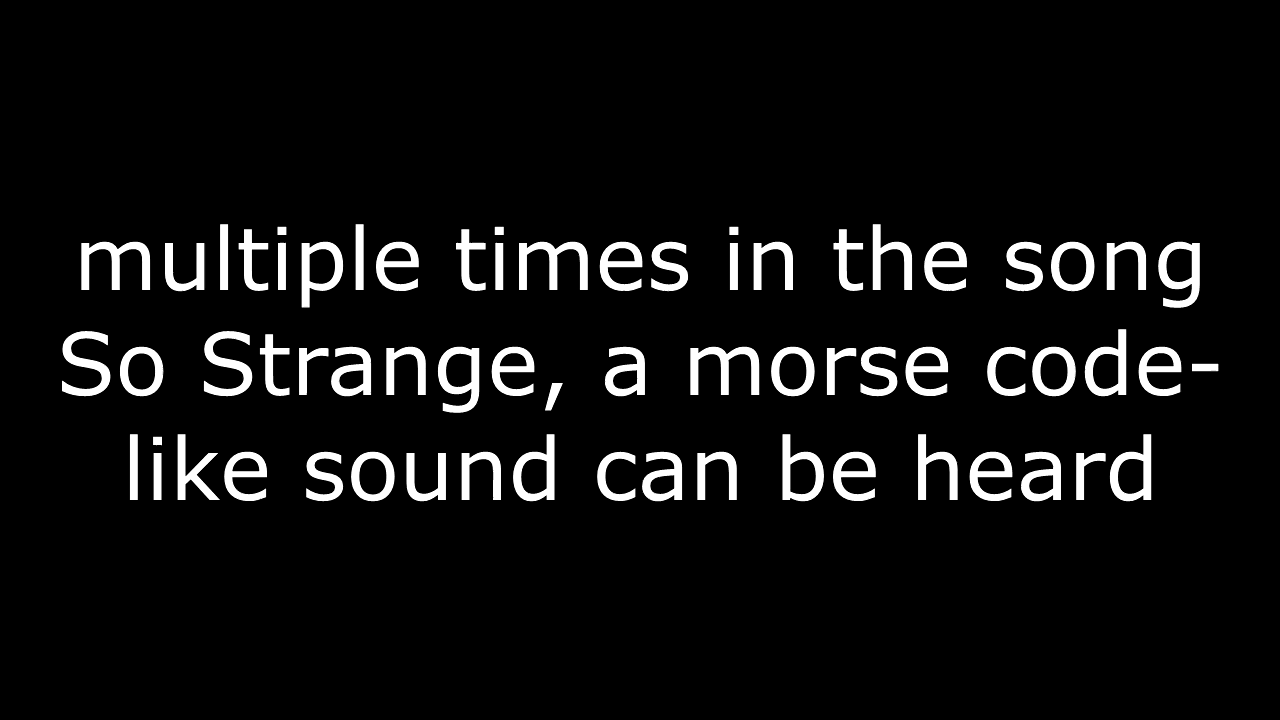 multiple times in the song
So Strange, a morse code-
like sound can be heard